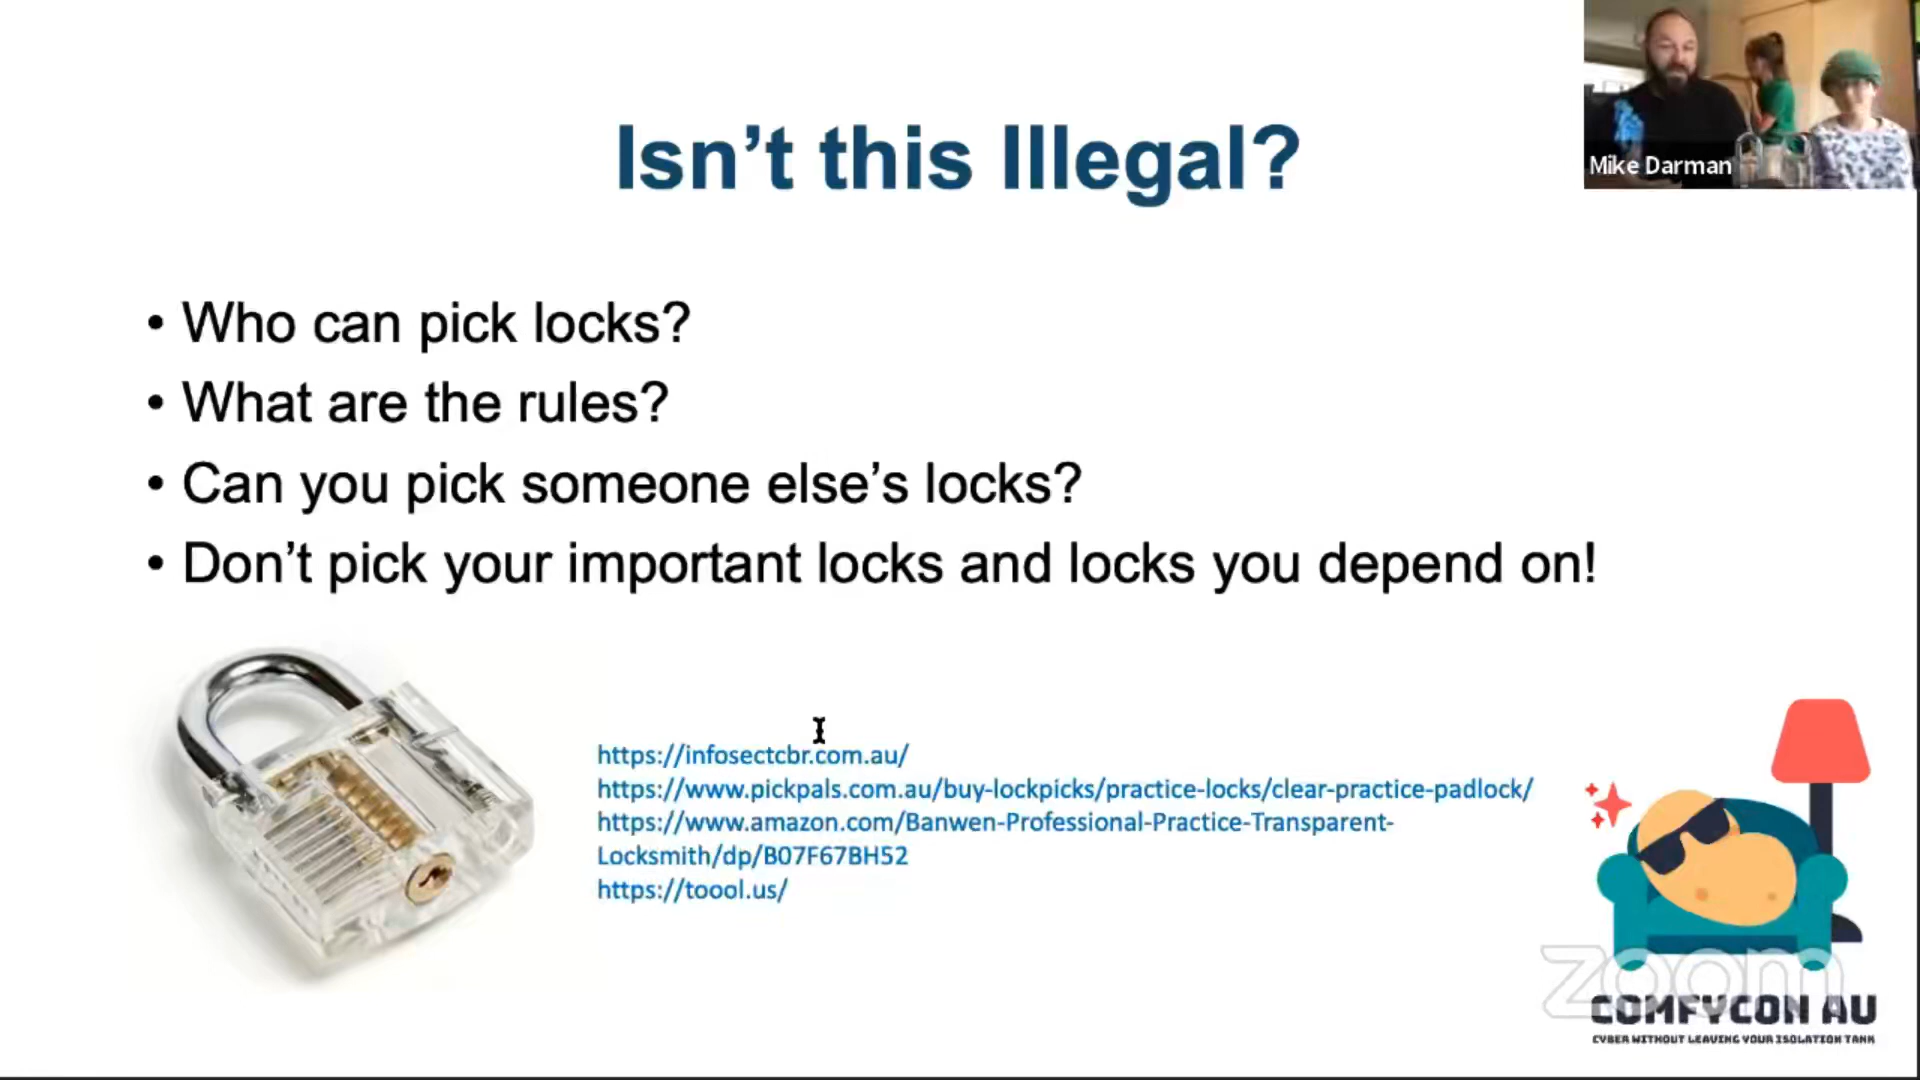 Isn’t this Illegal?
Mike Darman
• Who can pick locks?
• What are the rules?
• Can you pick someone else’s locks?
• Don’t pick your important locks and locks you depend on!
https://infosectcbr.com.au/
https://www.pickpals.com.au/buy-lockpicks/practice-locks/clear-practice-padlock/
https://www.amazon.com/Banwen-Professional-Practice-Transparent-
Locksmith/dp/B07F67BH52
https://toool.us/
zoom
COMFYCON AU
CYBER WITHOUT LEAVING YOUR ISOLATION TANK